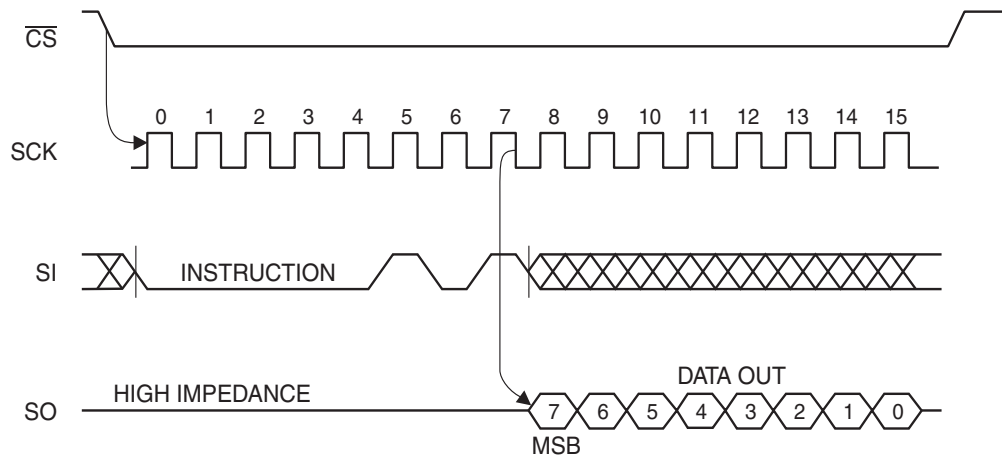 CS
0 1 2 3 4 5 6 7 8 9 10 11 12 13 14 15
SCK
SI
INSTRUCTION
HIGH IMPEDANCE
DATA OUT
SO
7 6 5 4 3 2 1 0
MSB